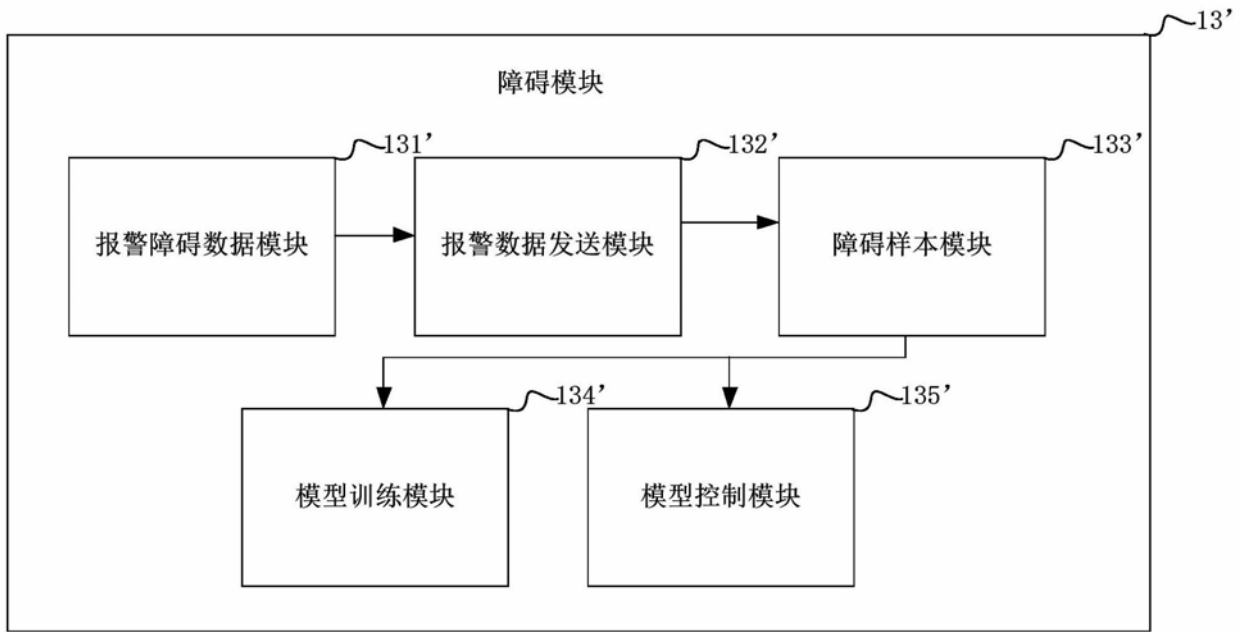 13’
障碍模块
131’
132’
133’
报警障碍数据模块
报警数据发送模块
障碍样本模块
134’
135’
模型训练模块
模型控制模块